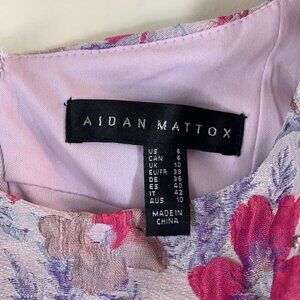 AIDAN MATTOX
US 6
CAN 6
UK 10
EU/FR 38
DE 36
ES 40
IT 42
AUS 10
MADE IN
CHINA